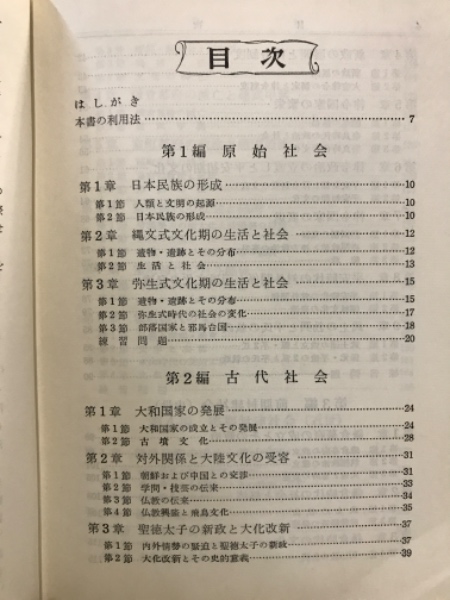 目次
はしがき
本書の利用法 7
第1編 原始社会
第1章 日本民族の形成 10
第1節 人類と文明の起源 10
第2節 日本民族の形成 10
第2章 縄文式文化期の生活と社会 12
第1節 遺物・遺跡とその分布 12
第2節 生活と社会 13
第3章 弥生式文化期の生活と社会 15
第1節 遺物・遺跡とその分布 15
第2節 弥生式時代の社会の変化 17
第3節 部落国家と邪馬台国 18
練習問題 20
第2編 古代社会
第1章 大和国家の発展 24
第1節 大和国家の成立とその発展 24
第2節 古墳文化 28
第2章 対外関係と大陸文化の受容 31
第1節 朝鮮および中国との交渉 31
第2節 学問・技芸の伝来 33
第3節 仏教の伝来 34
第4節 仏教興隆と飛鳥文化 35
第3章 聖徳太子の新政と大化改新 37
第1節 内外情勢の緊迫と聖徳太子の新政 37
第2節 大化改新とその史的意義 39